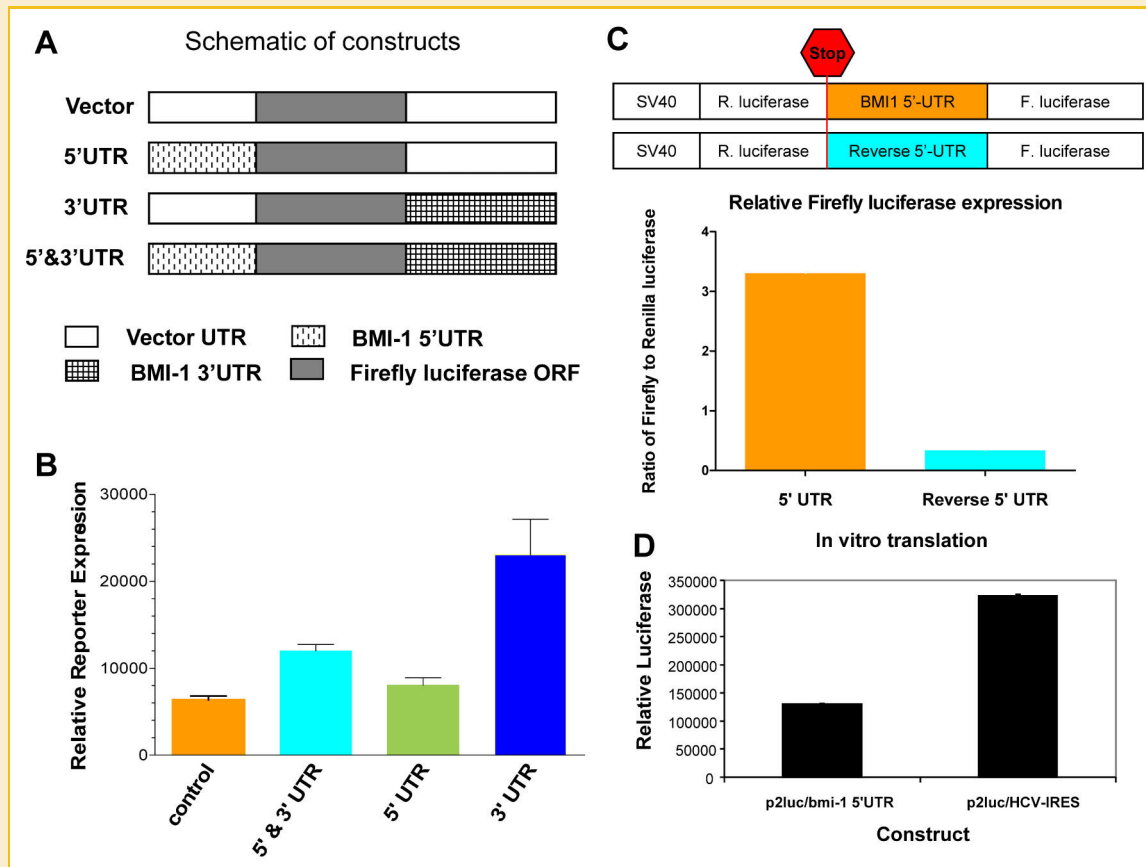 A
Schematic of constructs
Vector
5'UTR
3'UTR
5'&3'UTR
Vector UTR
BMI-1 5'UTR
BMI-1 3'UTR
Firefly luciferase ORF
B
Relative Reporter Expression
30000
20000
10000
0
control
5' & 3' UTR
5' UTR
3' UTR
C
Stop
SV40
R. luciferase
BMI1 5'-UTR
F. luciferase
SV40
R. luciferase
Reverse 5'-UTR
F. luciferase
Relative Firefly luciferase expression
Ratio of Firefly to Renilla luciferase
4
3
2
1
0
5' UTR
Reverse 5' UTR
D
In vitro translation
Relative Luciferase
350000
300000
250000
200000
150000
100000
50000
0
p2luc/bmi-1 5'UTR
p2luc/HCV-IRES
Construct